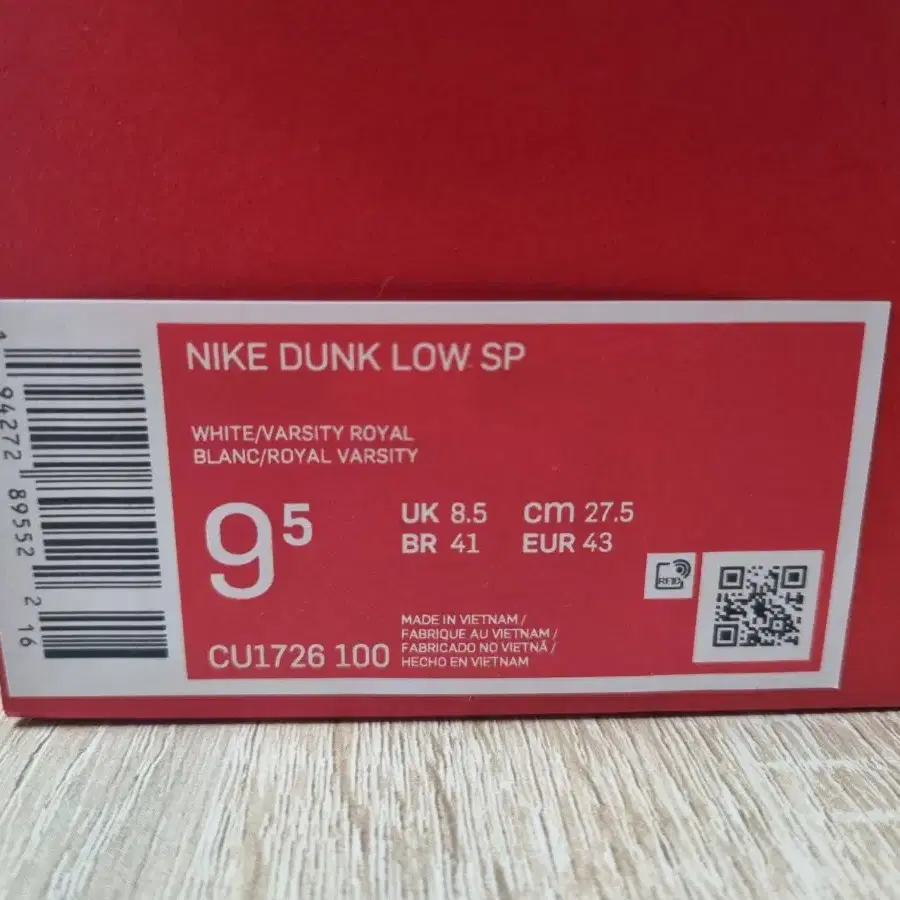 NIKE DUNK LOW SP
WHITE/VARSITY ROYAL
BLANC/ROYAL VARSITY
9⁵
UK 8.5 cm 27.5
BR 41 EUR 43
RFID
CU1726 100
MADE IN VIETNAM /
FABRIQUE AU VIETNAM /
FABRICADO NO VIETNÃ /
HECHO EN VIETNAM
94272 89552 2 16